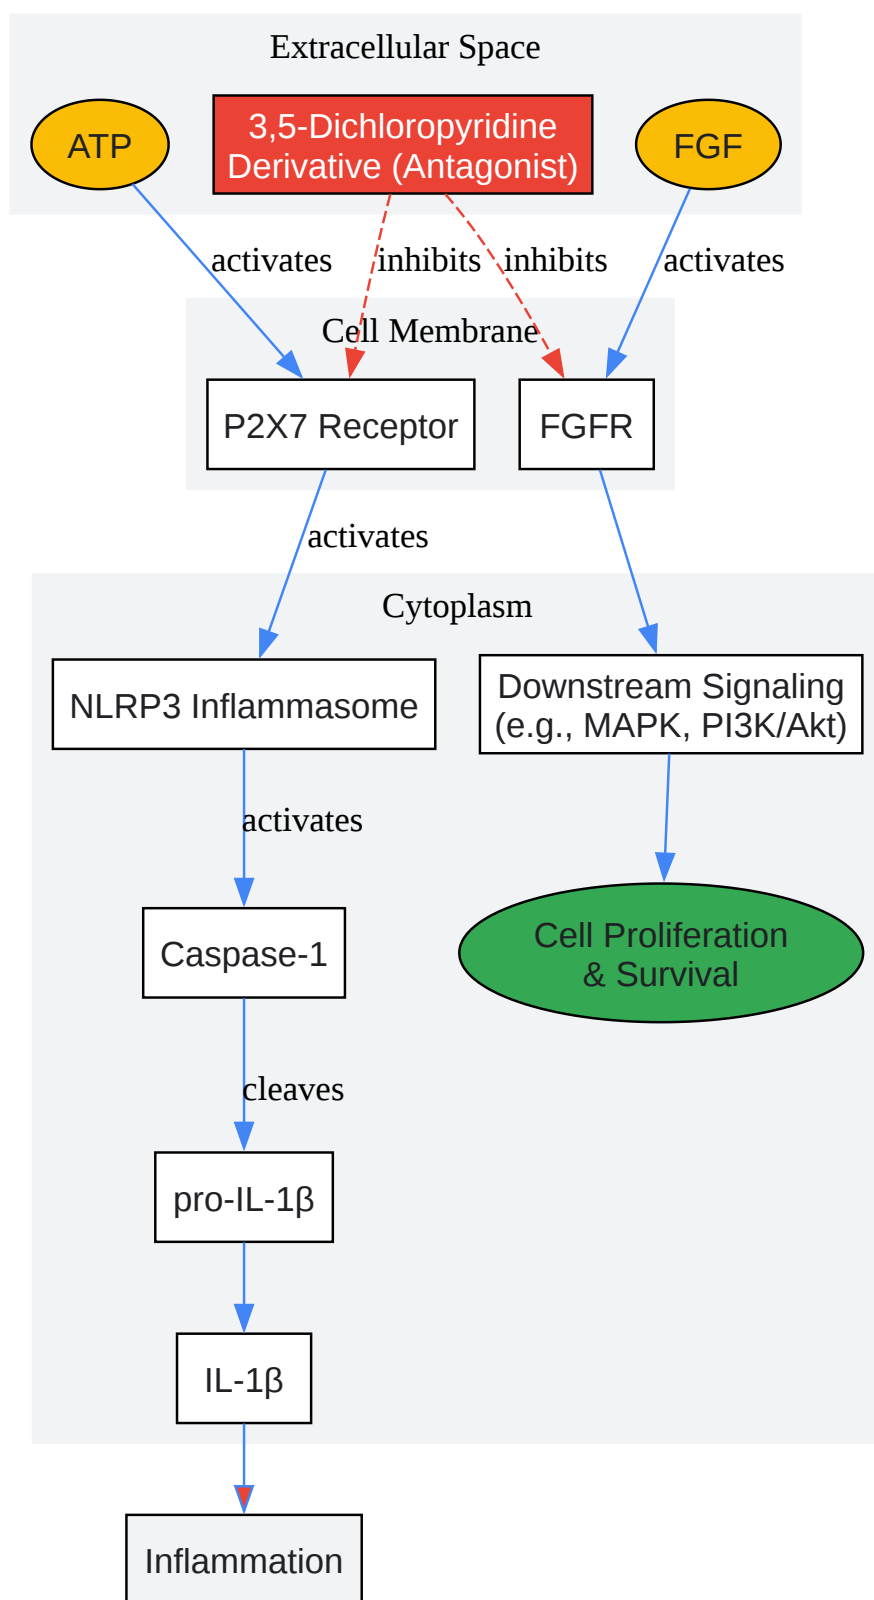 Extracellular Space
ATP
3,5-Dichloropyridine
Derivative (Antagonist)
FGF
activates
inhibits
inhibits
activates
Cell Membrane
P2X7 Receptor
FGFR
activates
Cytoplasm
NLRP3 Inflammasome
Downstream Signaling
(e.g., MAPK, PI3K/Akt)
activates
Caspase-1
Cell Proliferation
& Survival
cleaves
pro-IL-1β
IL-1β
Inflammation